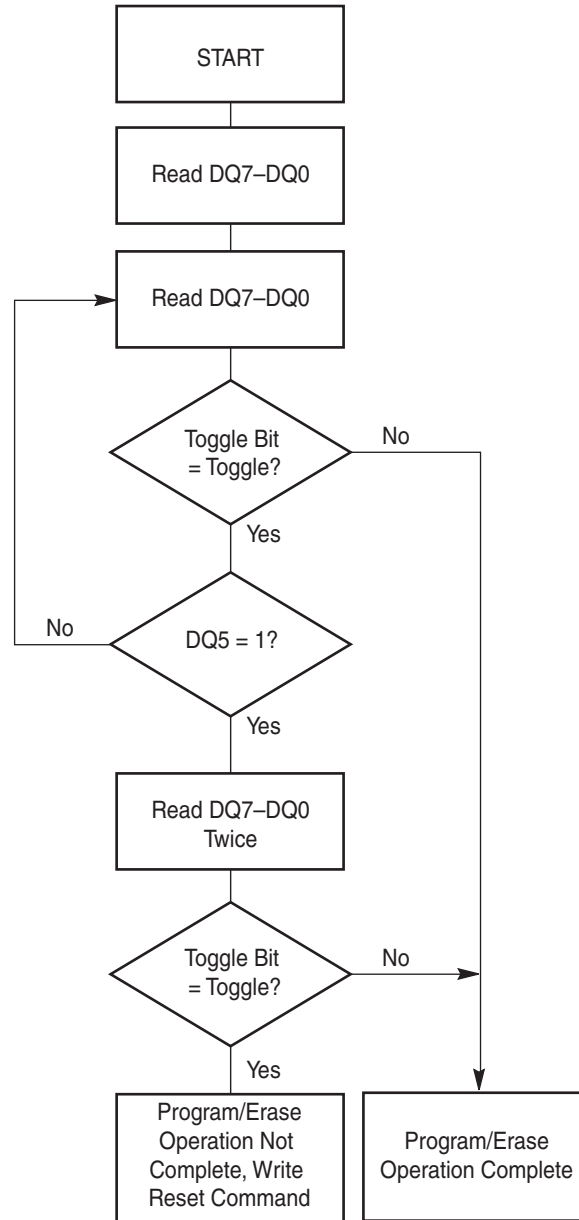 START
Read DQ7–DQ0
Read DQ7–DQ0
Toggle Bit
= Toggle?
No
Yes
No
DQ5 = 1?
Yes
Read DQ7–DQ0
Twice
Toggle Bit
= Toggle?
No
Yes
Program/Erase
Operation Not
Complete, Write
Reset Command
Program/Erase
Operation Complete